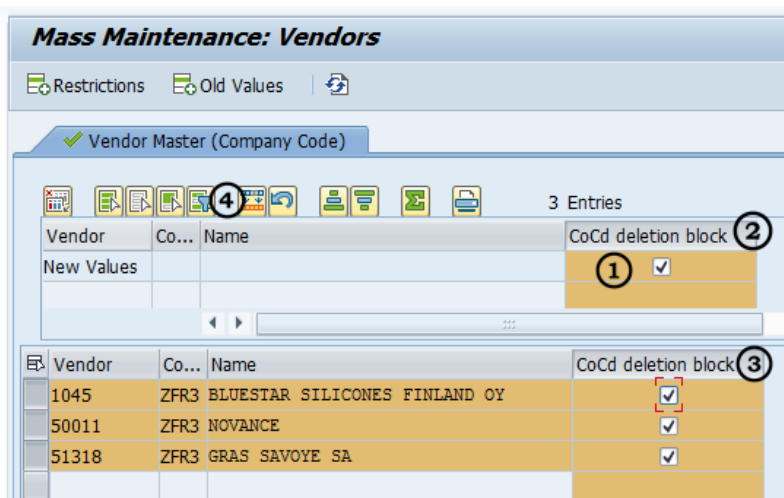 Mass Maintenance: Vendors
Restrictions Old Values
Vendor Master (Company Code)
4 3 Entries
Vendor Co... Name CoCd deletion block 2
New Values 1
Vendor Co... Name CoCd deletion block 3
1045 ZFR3 BLUESTAR SILICONES FINLAND OY
50011 ZFR3 NOVANCE
51318 ZFR3 GRAS SAVOYE SA